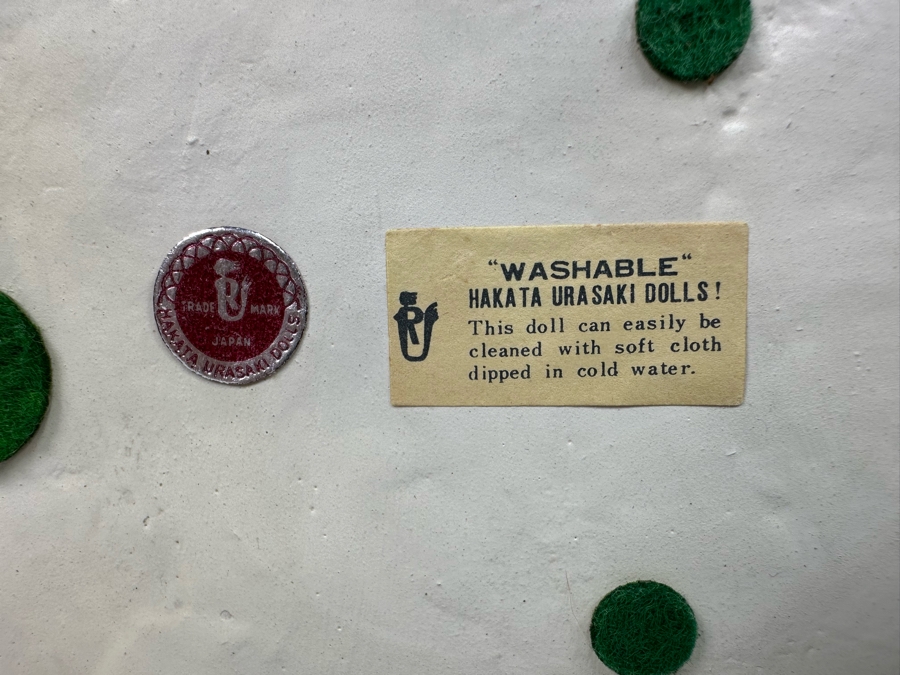 TRADE MARK
JAPAN
HAKATA URASAKI DOLLS
“WASHABLE“
HAKATA URASAKI DOLLS!
This doll can easily be
cleaned with soft cloth
dipped in cold water.